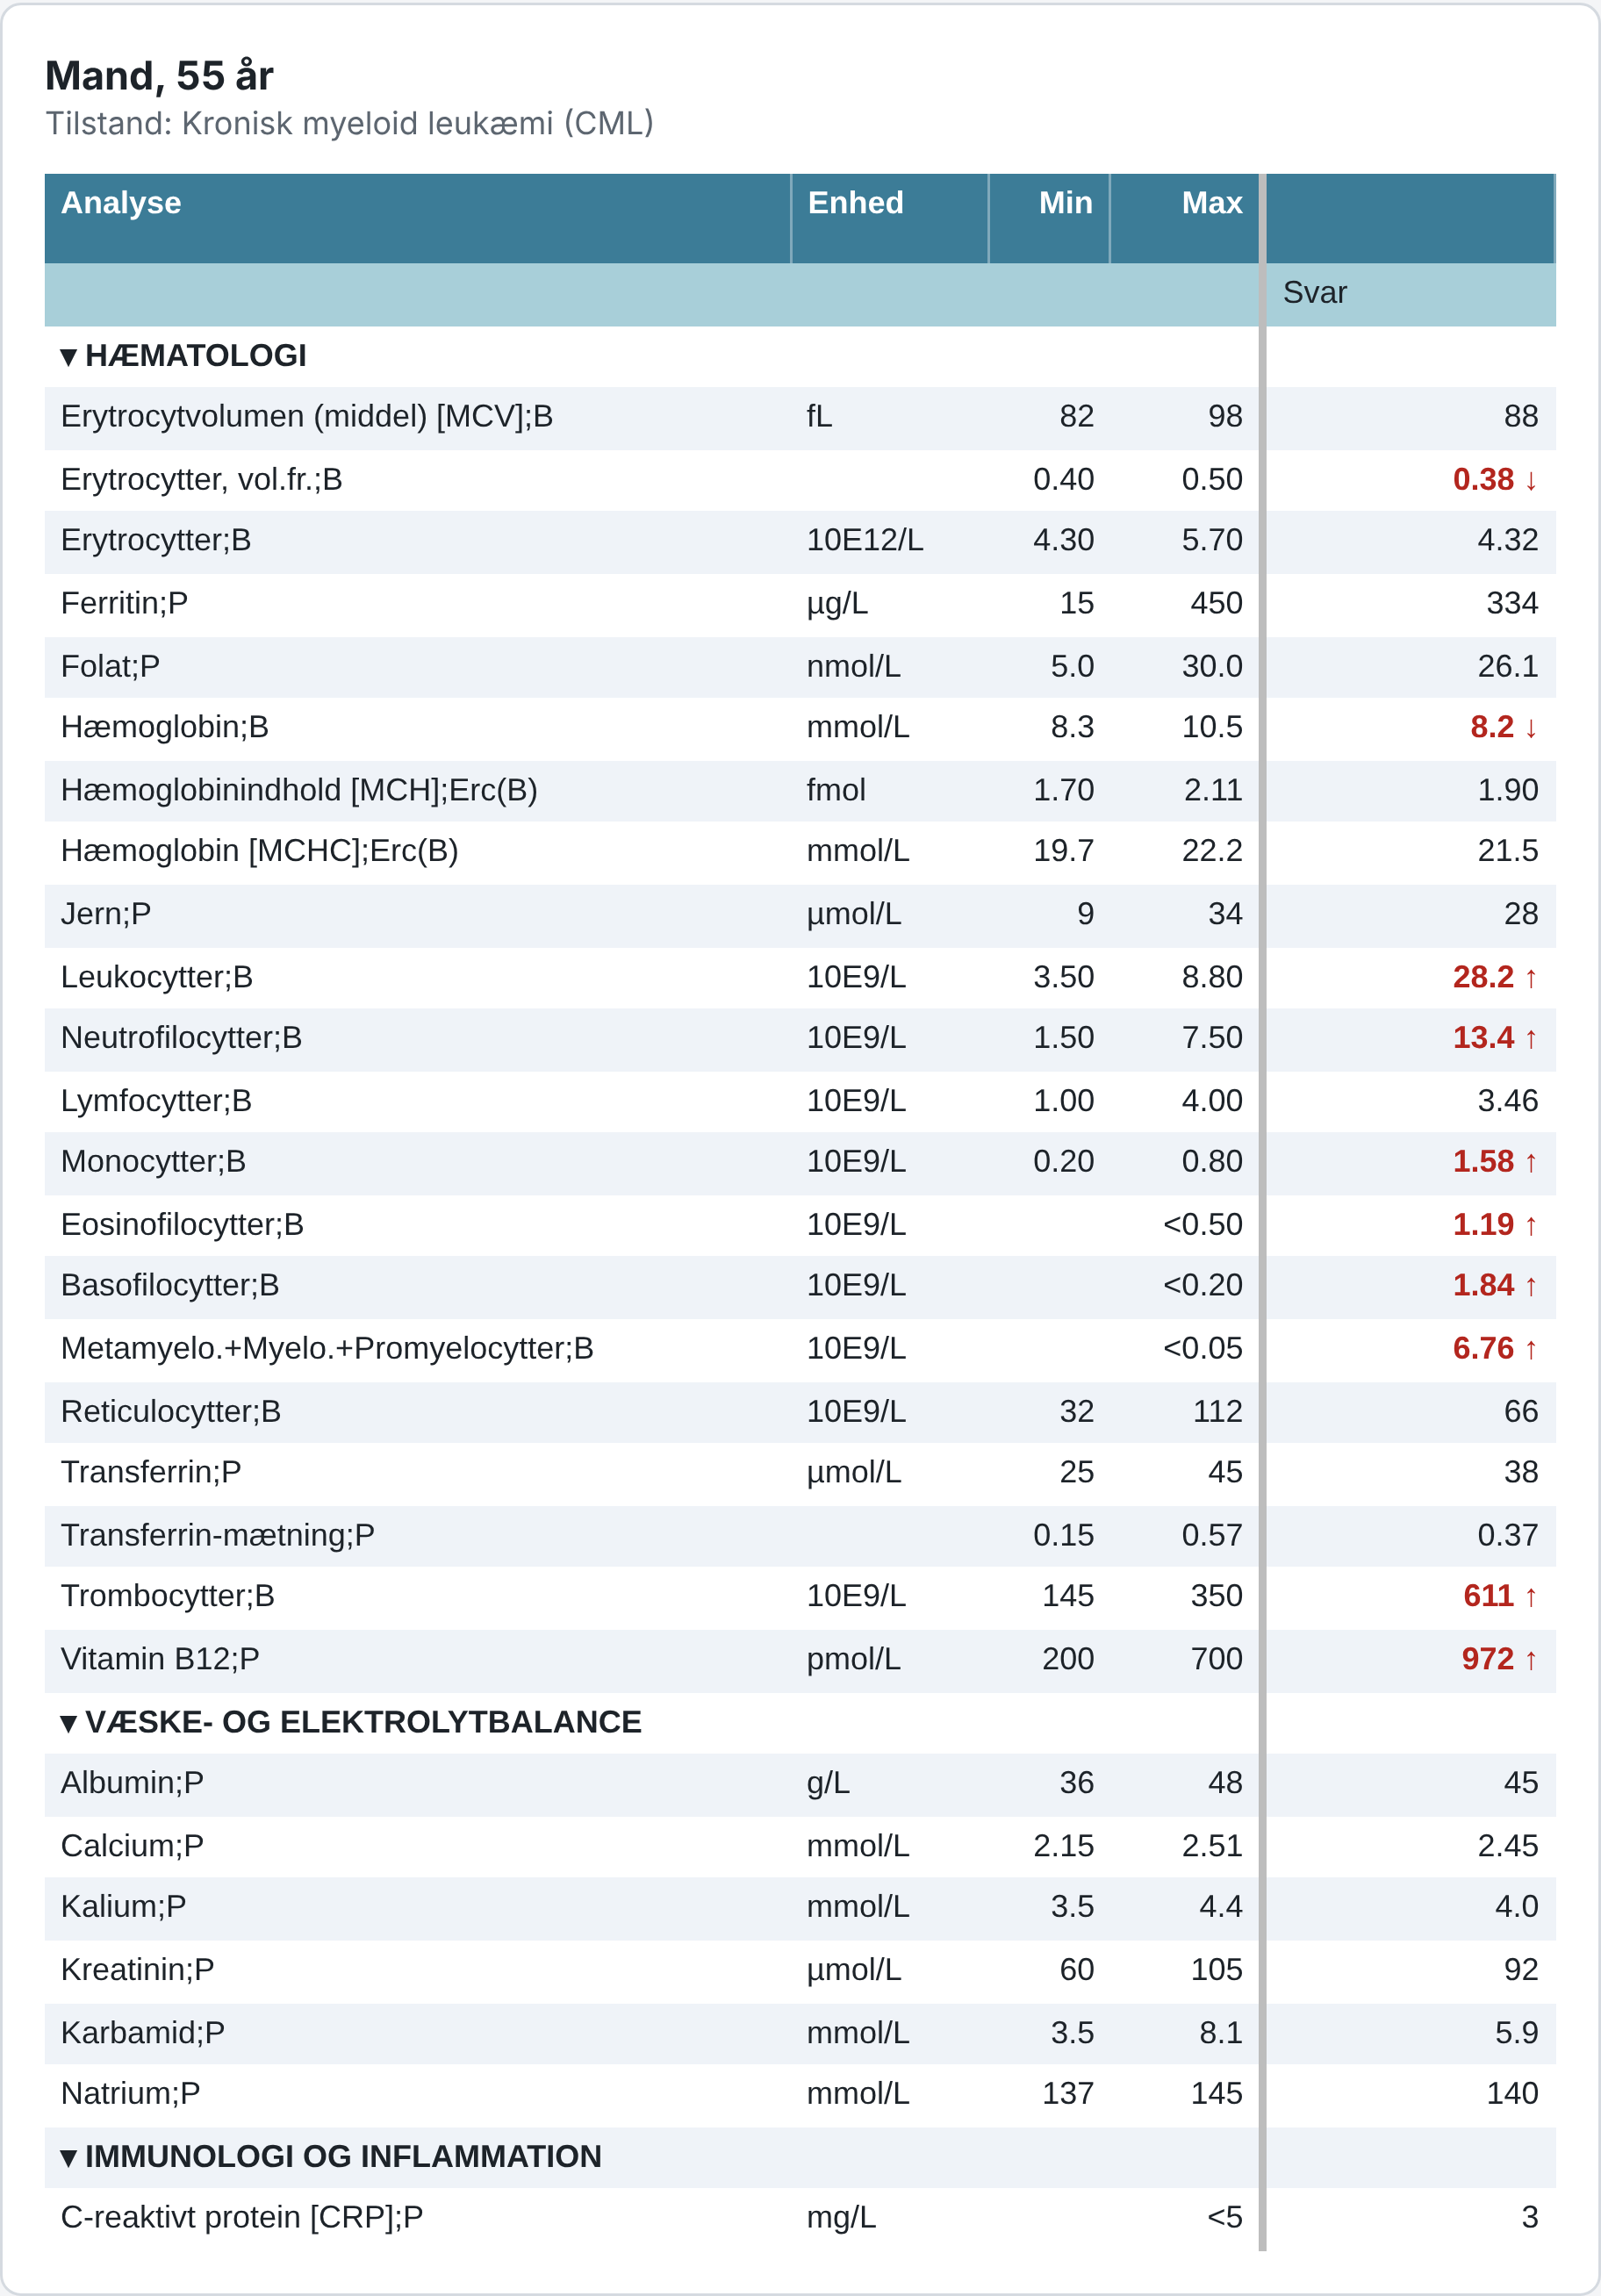 Mand, 55 år
Tilstand: Kronisk myeloid leukæmi (CML)
Analyse Enhed Min Max
Svar
▼ HÆMATOLOGI
Erytrocytvolumen (middel) [MCV];B fL 82 98 88
Erytrocytter, vol.fr.;B 0.40 0.50 0.38 ↓
Erytrocytter;B 10E12/L 4.30 5.70 4.32
Ferritin;P µg/L 15 450 334
Folat;P nmol/L 5.0 30.0 26.1
Hæmoglobin;B mmol/L 8.3 10.5 8.2 ↓
Hæmoglobinindhold [MCH];Erc(B) fmol 1.70 2.11 1.90
Hæmoglobin [MCHC];Erc(B) mmol/L 19.7 22.2 21.5
Jern;P µmol/L 9 34 28
Leukocytter;B 10E9/L 3.50 8.80 28.2 ↑
Neutrofilocytter;B 10E9/L 1.50 7.50 13.4 ↑
Lymfocytter;B 10E9/L 1.00 4.00 3.46
Monocytter;B 10E9/L 0.20 0.80 1.58 ↑
Eosinofilocytter;B 10E9/L <0.50 1.19 ↑
Basofilocytter;B 10E9/L <0.20 1.84 ↑
Metamyelo.+Myelo.+Promyelocytter;B 10E9/L <0.05 6.76 ↑
Reticulocytter;B 10E9/L 32 112 66
Transferrin;P µmol/L 25 45 38
Transferrin-mætning;P 0.15 0.57 0.37
Trombocytter;B 10E9/L 145 350 611 ↑
Vitamin B12;P pmol/L 200 700 972 ↑
▼ VÆSKE- OG ELEKTROLYTBALANCE
Albumin;P g/L 36 48 45
Calcium;P mmol/L 2.15 2.51 2.45
Kalium;P mmol/L 3.5 4.4 4.0
Kreatinin;P µmol/L 60 105 92
Karbamid;P mmol/L 3.5 8.1 5.9
Natrium;P mmol/L 137 145 140
▼ IMMUNOLOGI OG INFLAMMATION
C-reaktivt protein [CRP];P mg/L <5 3